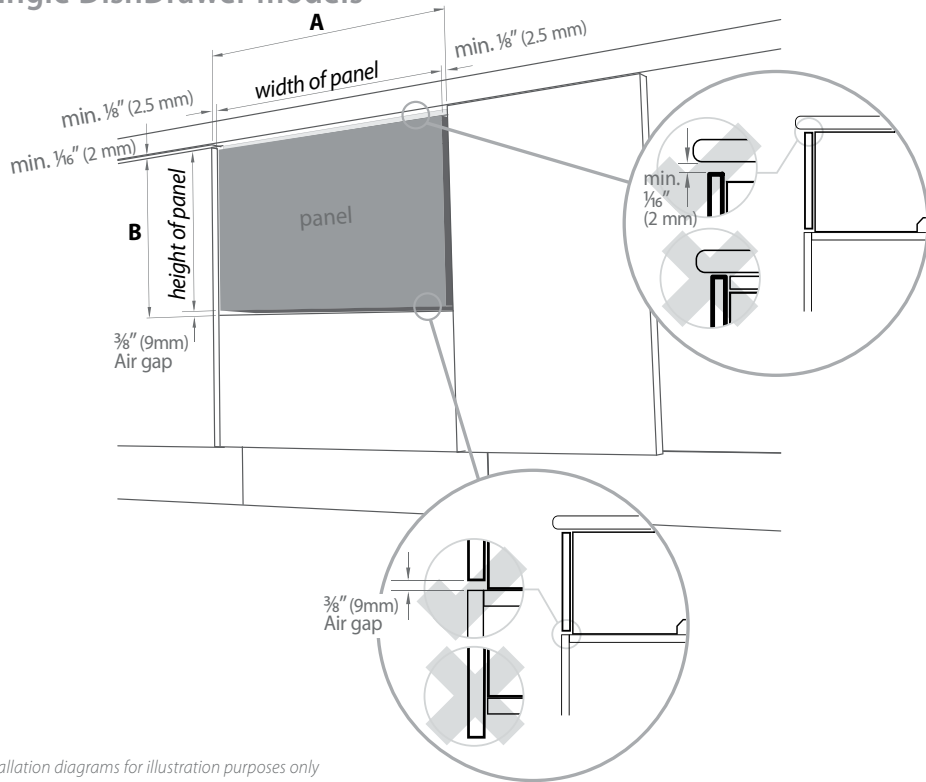 ingle DishDrawer models
A
min. ⅛” (2.5 mm)
width of panel
min. ⅛” (2.5 mm)
min. ¹⁄₁₆” (2 mm)
B
height of panel
panel
⅜” (9mm)
Air gap
min.
¹⁄₁₆”
(2 mm)
⅜” (9mm)
Air gap
allation diagrams for illustration purposes only